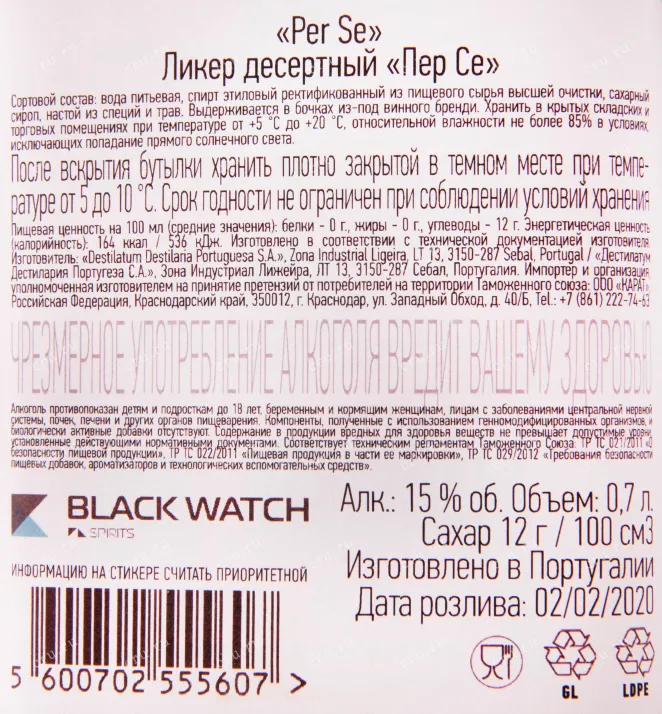 «Per Se»
Ликер десертный «Пер Се»
Сортовой состав: вода питьевая, спирт этиловый ректификованный из пищевого сырья высшей очистки, сахарный
сироп, настой из специй и трав. Выдерживается в бочках из-под винного бренди. Хранить в крытых складских и
торговых помещениях при температуре от +5 °С до +20 °С, относительной влажности не более 85% в условиях,
исключающих попадание прямого солнечного света.
После вскрытия бутылки хранить плотно закрытой в темном месте при темпе-
ратуре от 5 до 10 °С. Срок годности не ограничен при соблюдении условий хранения
Пищевая ценность на 100 мл (средние значения): белки - 0 г., жиры - 0 г., углеводы - 12 г. Энергетическая ценность
(калорийность): 164 ккал / 536 кДж. Изготовлено в соответствии с технической документацией изготовителя.
Изготовитель: «Destilatum Destilaria Portuguesa S.A.», Zona Industrial Ligeira, LT 13, 3150-287 Sebal, Portugal / «Дестилатум
Дестилария Португеза С.А.», Зона Индустриал Лижейра, ЛТ 13, 3150-287 Себал, Португалия. Импортер и организация,
уполномоченная изготовителем на принятие претензий от потребителей на территории Таможенного союза: ООО «КАРАТ»,
Российская Федерация, Краснодарский край, 350012, г. Краснодар, ул. Западный Обход, д. 40/Б, Tel.: +7 (861) 222-74-63
ЧРЕЗМЕРНОЕ УПОТРЕБЛЕНИЕ АЛКОГОЛЯ ВРЕДИТ ВАШЕМУ ЗДОРОВЬЮ
Алкоголь противопоказан детям и подросткам до 18 лет, беременным и кормящим женщинам, лицам с заболеваниями центральной нервной
системы, почек, печени и других органов пищеварения. Компоненты, полученные с использованием генномодифицированных организмов, и
биологически активные добавки отсутствуют. Содержание в продукции вредных для здоровья веществ не превышает допустимые уровни,
установленные действующими нормативными документами. Соответствует техническим регламентам Таможенного Союза: ТР ТС 021/2011 «О
безопасности пищевой продукции», ТР ТС 022/2011 «Пищевая продукция в части ее маркировки», ТР ТС 029/2012 «Требования безопасности
пищевых добавок, ароматизаторов и технологических вспомогательных средств».
BLACK WATCH
SPIRITS
Алк.: 15 % об. Объем: 0,7 л.
Сахар 12 г / 100 см3
Изготовлено в Португалии
Дата розлива: 02/02/2020
ИНФОРМАЦИЮ НА СТИКЕРЕ СЧИТАТЬ ПРИОРИТЕТНОЙ
5 600702 555607 >
GL
LDPE